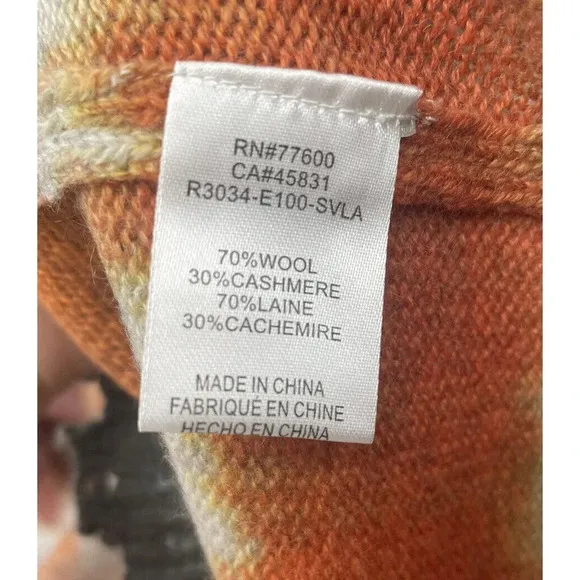 RN#77600
CA#45831
R3034-E100-SVLA
70%WOOL
30%CASHMERE
70%LAINE
30%CACHEMIRE
MADE IN CHINA
FABRIQUÉ EN CHINE
HECHO EN CHINA